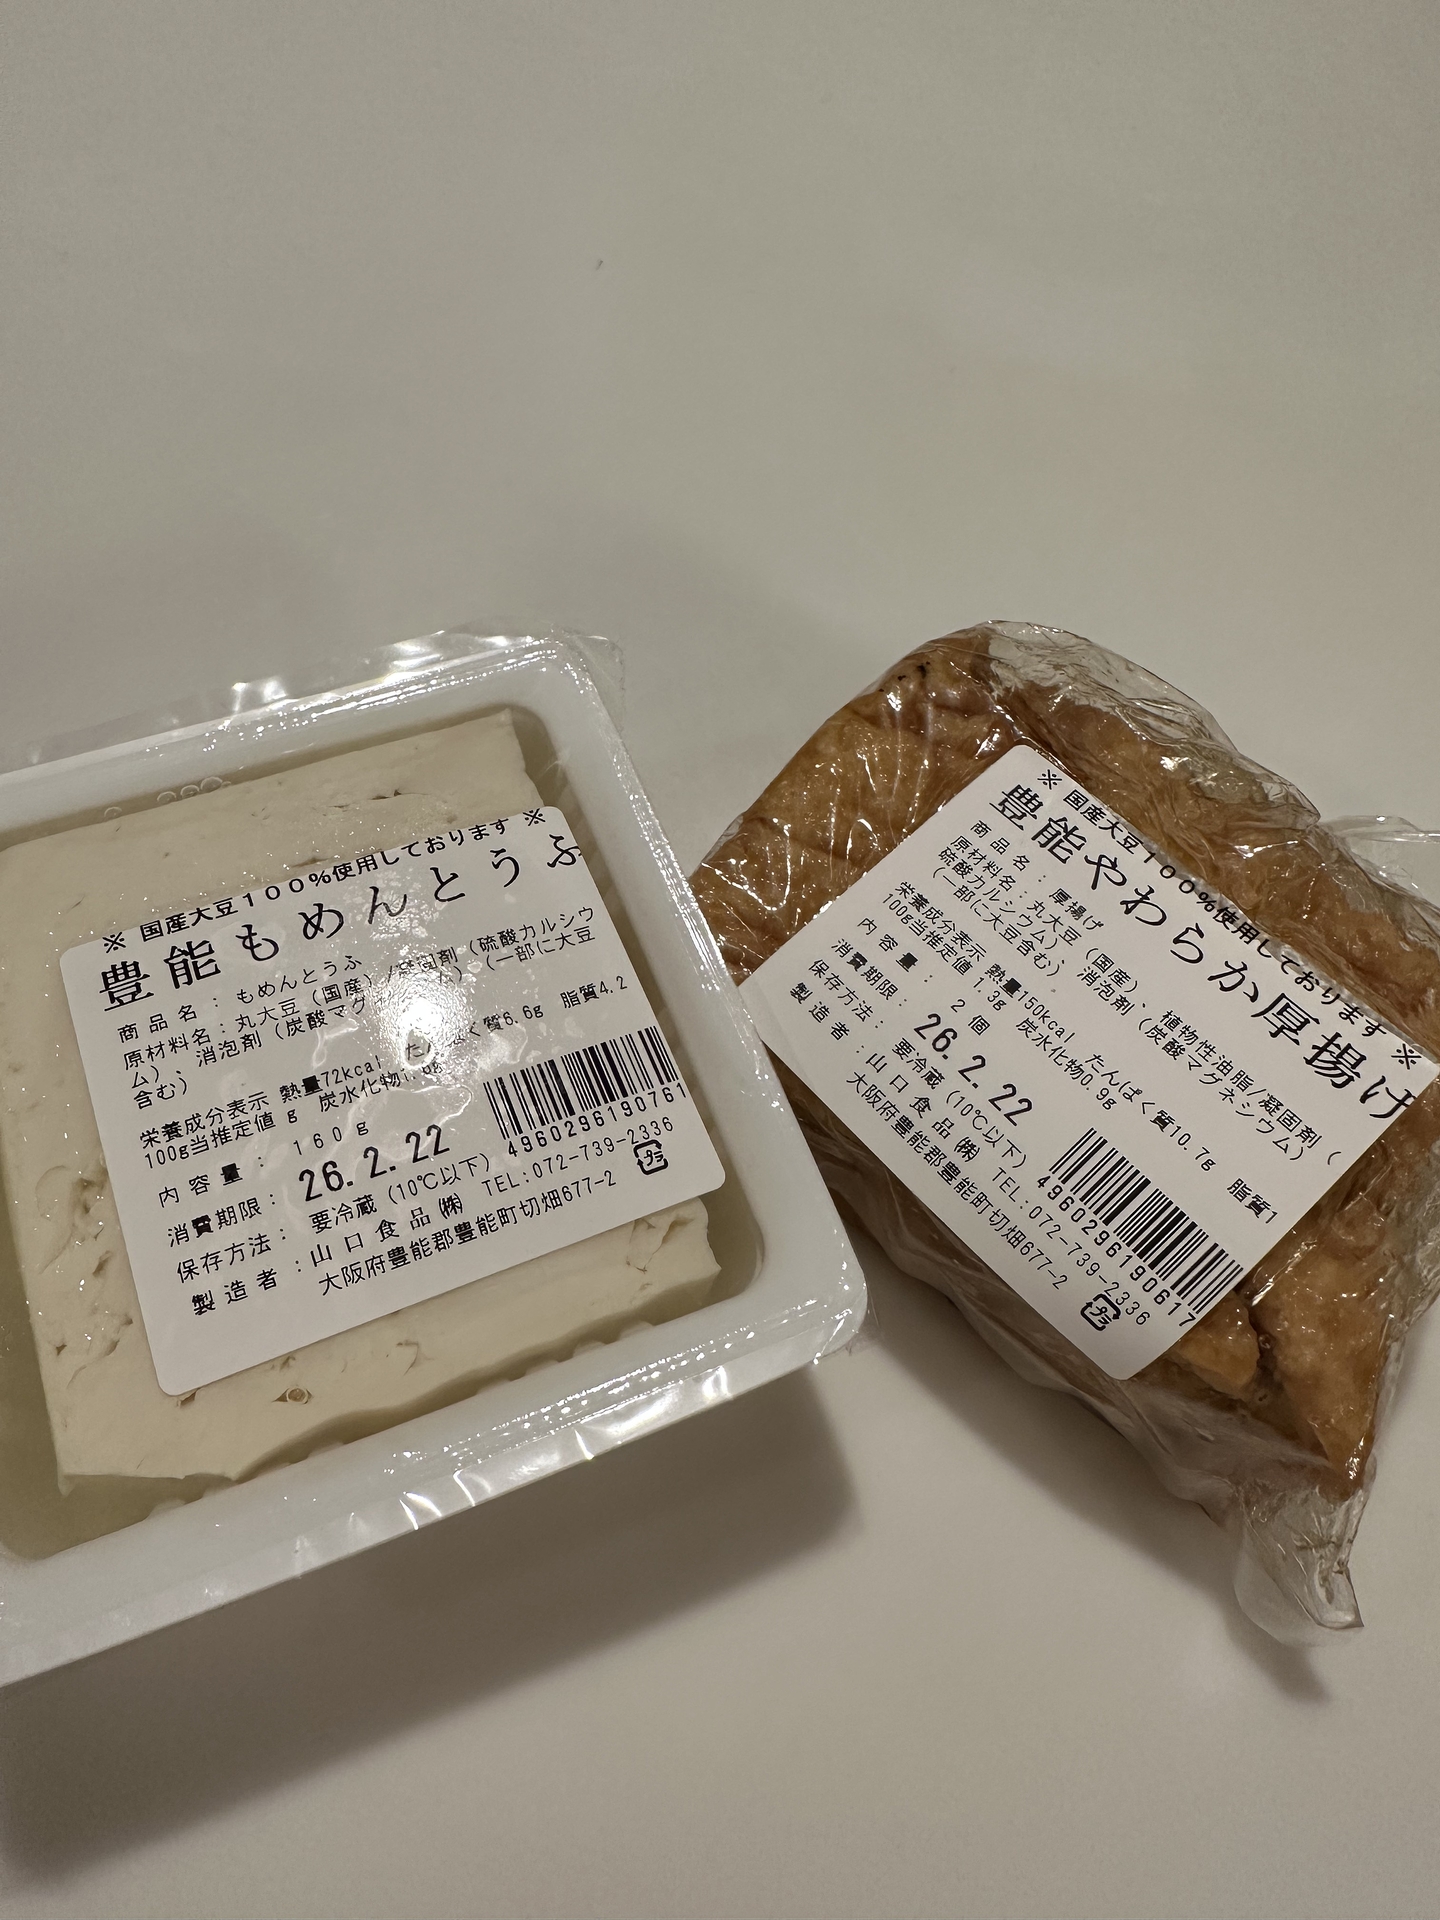 ※ 国産大豆100%使用しております ※
豊能もめんとうふ
商品名: もめんとうふ
原材料名:丸大豆(国産)/凝固剤(硫酸カルシウ
ム)、消泡剤(炭酸マグ (一部に大豆
含む)
栄養成分表示 熱量72kcal 質6.6g 脂質4.2
100g当推定値 g 炭水化物
内容量: 160g
消費期限: 26.2.22
保存方法: 要冷蔵(10℃以下)
製造者:山口食品㈱ TEL:072-739-2336
大阪府豊能郡豊能町切畑677-2
4960296190761
プラ
※ 国産大豆100%使用しております ※
豊能やわらか厚揚げ
商品名: 厚揚げ
原材料名:丸大豆(国産)、植物性油脂/凝固剤(
硫酸カルシウム)、消泡剤(炭酸マグネシウム)(
一部に大豆含む)
栄養成分表示 熱量150kcal たんぱく質10.7g 脂質1
100g当推定値 1.3g 炭水化物0.9g
内容量: 2個
消費期限: 26.2.22
保存方法: 要冷蔵(10℃以下)
製造者:山口食品㈱ TEL:072-739-2336
大阪府豊能郡豊能町切畑677-2
4960296190617
プラ